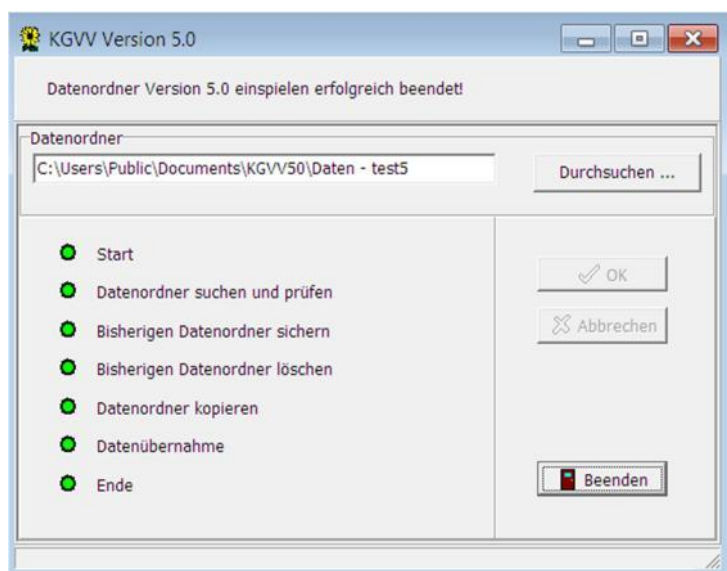 KGVV Version 5.0
Datenordner Version 5.0 einspielen erfolgreich beendet!
Datenordner
C:\Users\Public\Documents\KGVV50\Daten - test5
Durchsuchen ...
Start
Datenordner suchen und prüfen
Bisherigen Datenordner sichern
Bisherigen Datenordner löschen
Datenordner kopieren
Datenübernahme
Ende
OK
Abbrechen
Beenden